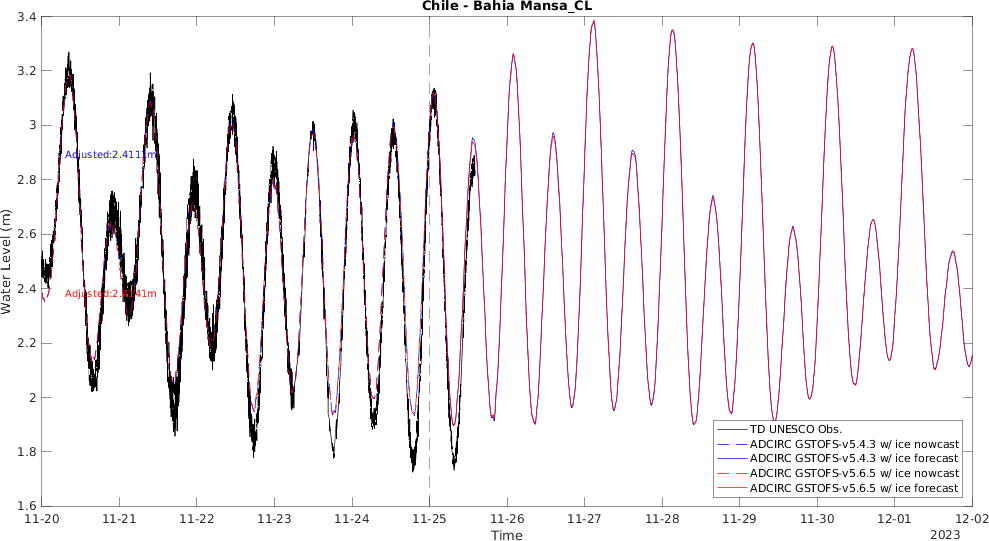 Chile - Bahia Mansa_CL
3.4
3.2
3
2.8
2.6
2.4
2.2
2
1.8
1.6
Water Level (m)
Adjusted:2.4111m
11-20
11-21
11-22
11-23
11-24
11-25
11-26
11-27
11-28
11-29
11-30
12-01
12-02
Time
2023
TD UNESCO Obs.
ADCIRC GSTOFS-v5.4.3 w/ ice nowcast
ADCIRC GSTOFS-v5.4.3 w/ ice forecast
ADCIRC GSTOFS-v5.6.5 w/ ice nowcast
ADCIRC GSTOFS-v5.6.5 w/ ice forecast